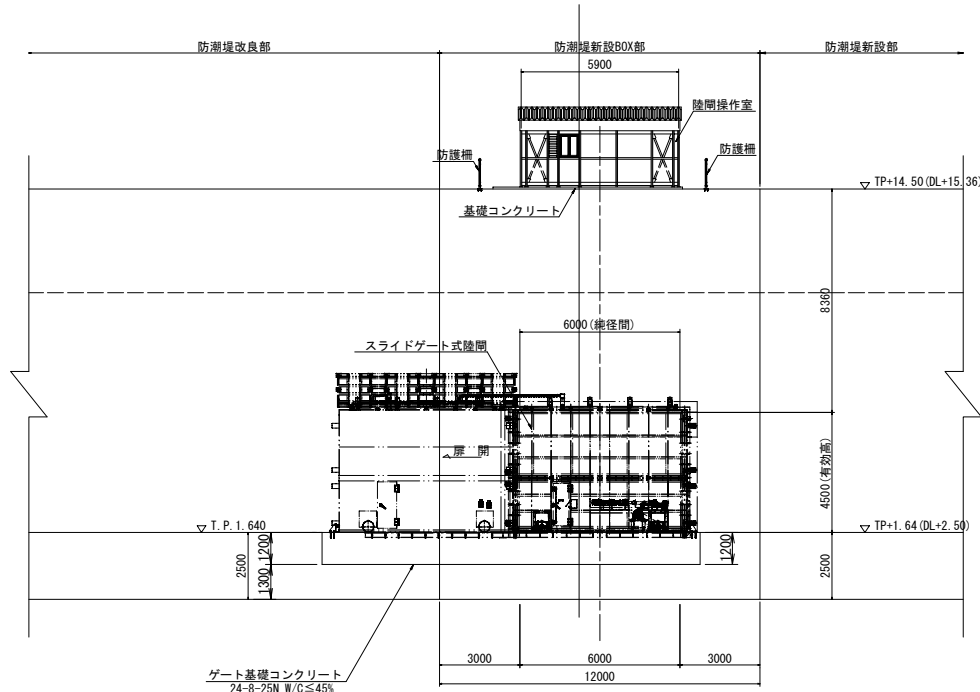 防潮堤改良部
防潮堤新設BOX部
防潮堤新設部
5900
陸閘操作室
防護柵
防護柵
基礎コンクリート
TP+14.50(DL+15.36)
8360
6000(純径間)
スライドゲート式陸閘
扉 開
4500(有効高)
T.P.1.640
TP+1.64(DL+2.50)
2500
1200
1300
1200
2500
3000
6000
3000
12000
ゲート基礎コンクリート
24-8-25N W/C≦45%